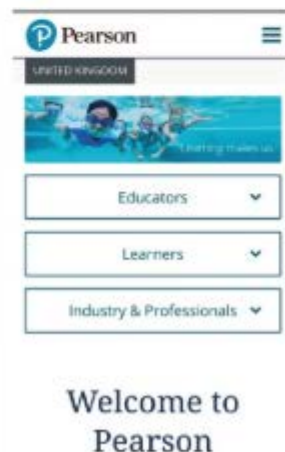 Pearson
UNITED KINGDOM
Learning makes us
Educators
Learners
Industry & Professionals
Welcome to
Pearson